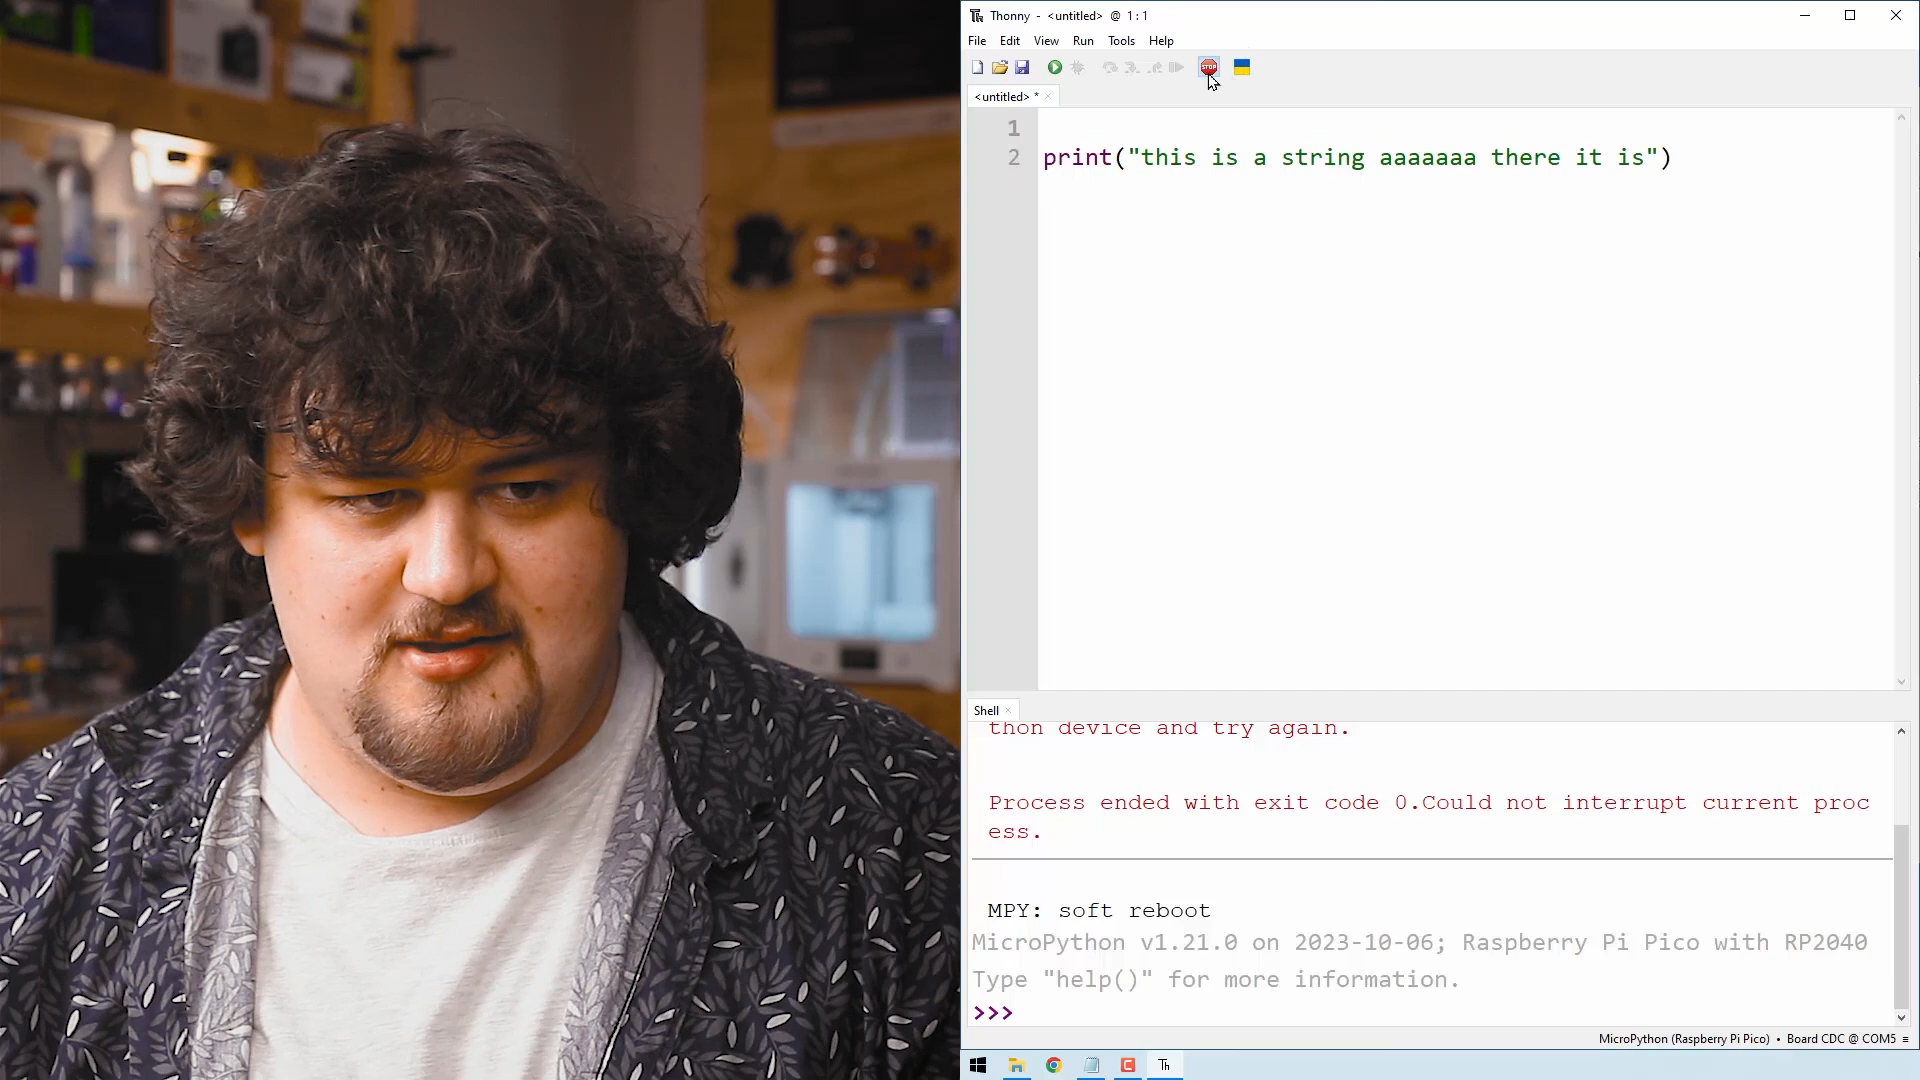 Thonny - <untitled> @ 1:1
File Edit View Run Tools Help
STOP
<untitled> *
1
2 print("this is a string aaaaaaa there it is")
Shell
thon device and try again.
Process ended with exit code 0.Could not interrupt current proc
ess.
MPY: soft reboot
MicroPython v1.21.0 on 2023-10-06; Raspberry Pi Pico with RP2040
Type "help()" for more information.
>>>
MicroPython (Raspberry Pi Pico) • Board CDC @ COM5 ≡
Th